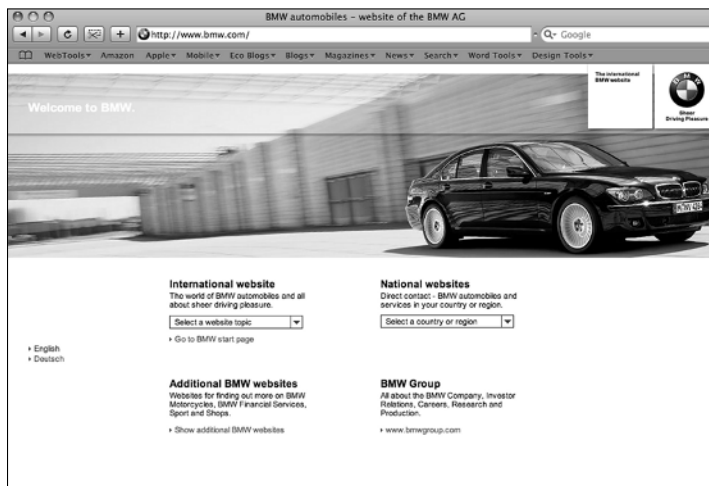 BMW automobiles – website of the BMW AG
http://www.bmw.com/
Google
WebTools Amazon Apple Mobile Eco Blogs Blogs Magazines News Search Word Tools Design Tools
Welcome to BMW.
The international
BMW website
BMW
Sheer
Driving Pleasure
International website
The world of BMW automobiles and all
about sheer driving pleasure.
Select a website topic
Go to BMW start page
National websites
Direct contact - BMW automobiles and
services in your country or region.
Select a country or region
English
Deutsch
Additional BMW websites
Websites for finding out more on BMW
Motorcycles, BMW Financial Services,
Sport and Shops.
Show additional BMW websites
BMW Group
All about the BMW Company, Investor
Relations, Careers, Research and
Production.
www.bmwgroup.com